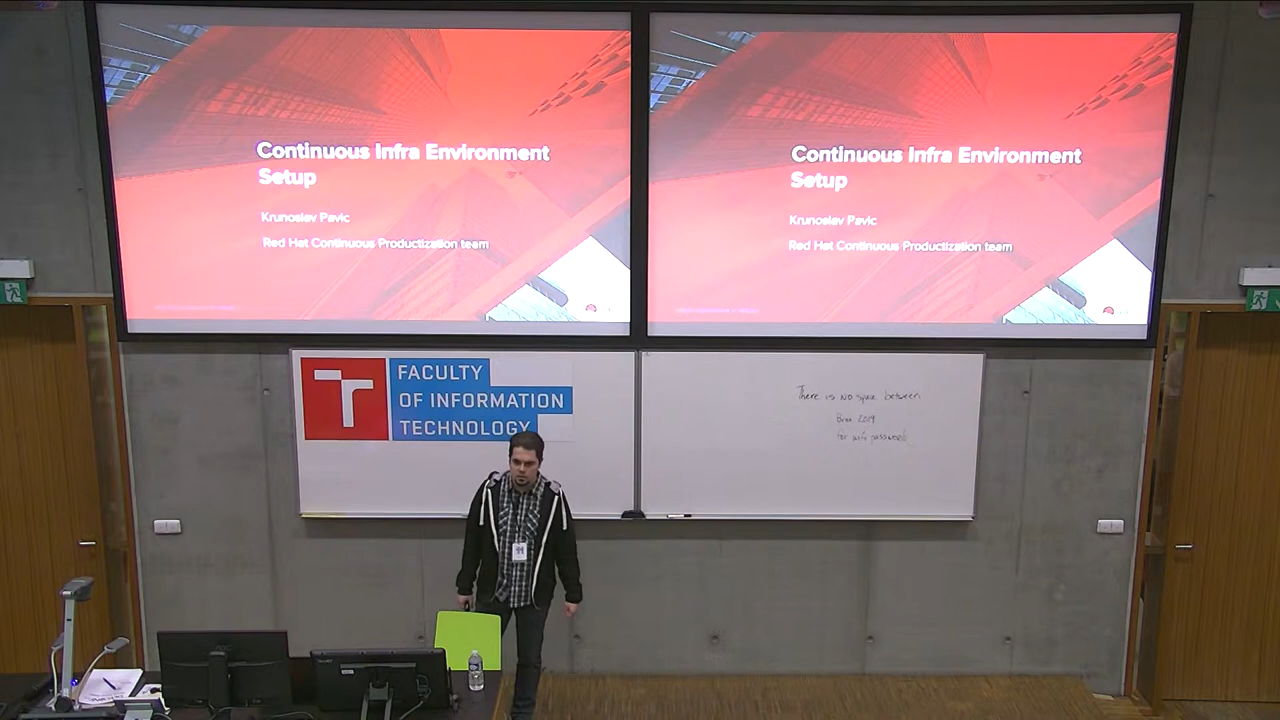 Continuous Infra Environment
Setup
Krunoslav Pavic
Red Hat Continuous Productization team
Continuous Infra Environment
Setup
Krunoslav Pavic
Red Hat Continuous Productization team
FACULTY
OF INFORMATION
TECHNOLOGY
There is NO space between
Brno 2019
for wifi password